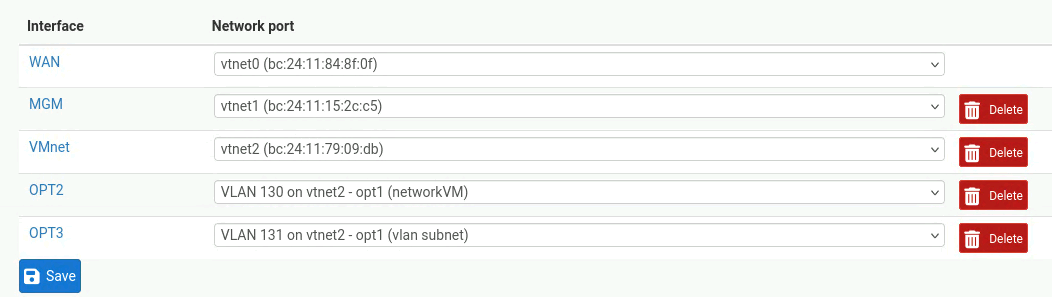 Interface Network port
WAN vtnet0 (bc:24:11:84:8f:0f)
MGM vtnet1 (bc:24:11:15:2c:c5) Delete
VMnet vtnet2 (bc:24:11:79:09:db) Delete
OPT2 VLAN 130 on vtnet2 - opt1 (networkVM) Delete
OPT3 VLAN 131 on vtnet2 - opt1 (vlan subnet) Delete
Save